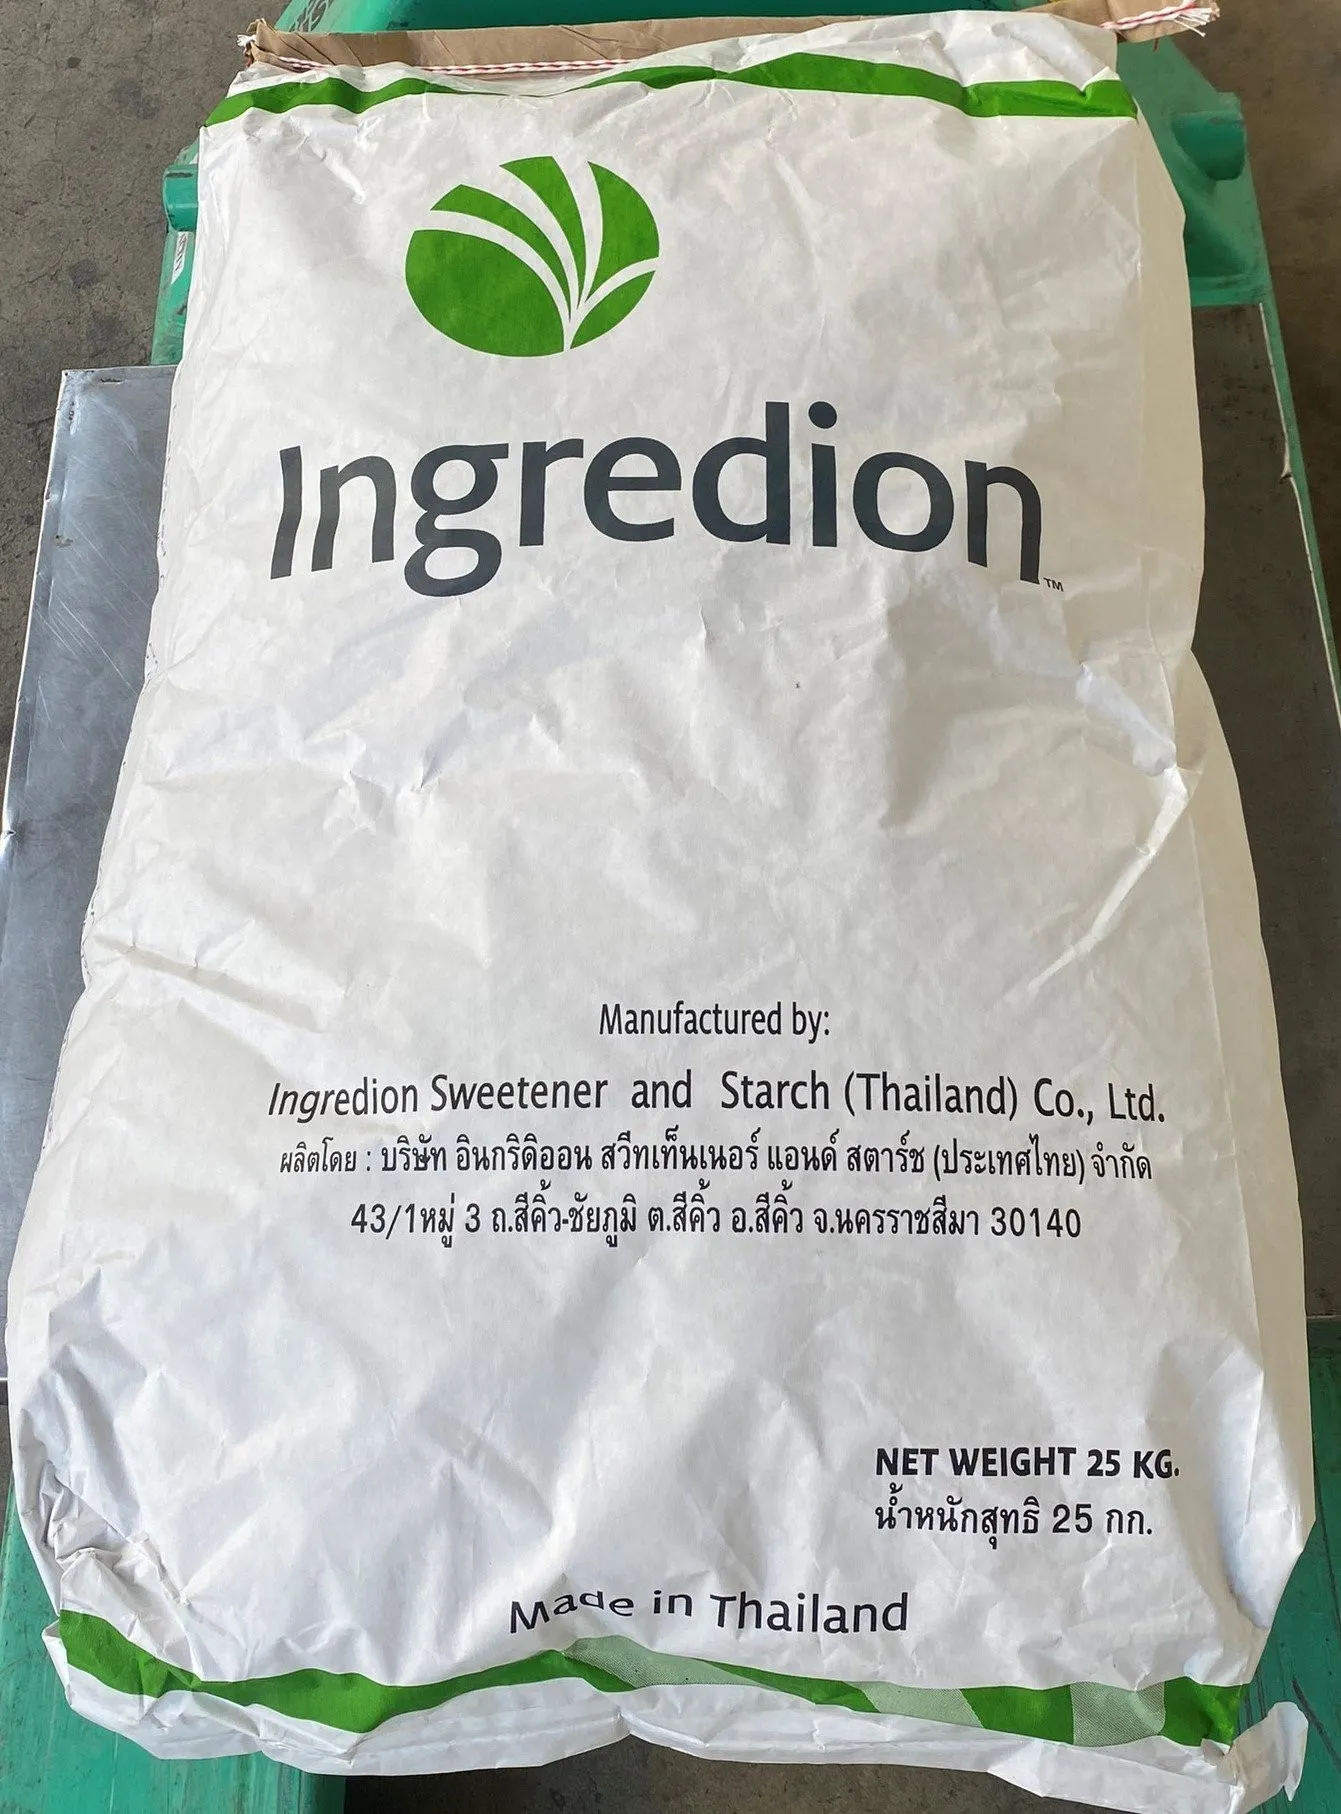 Ingredion™
Manufactured by:
Ingredion Sweetener and Starch (Thailand) Co., Ltd.
ผลิตโดย : บริษัท อินกริดิออน สวีทเท็นเนอร์ แอนด์ สตาร์ช (ประเทศไทย) จำกัด
43/1หมู่ 3 ถ.สีคิ้ว-ชัยภูมิ ต.สีคิ้ว อ.สีคิ้ว จ.นครราชสีมา 30140
NET WEIGHT 25 KG.
น้ำหนักสุทธิ 25 กก.
Made in Thailand